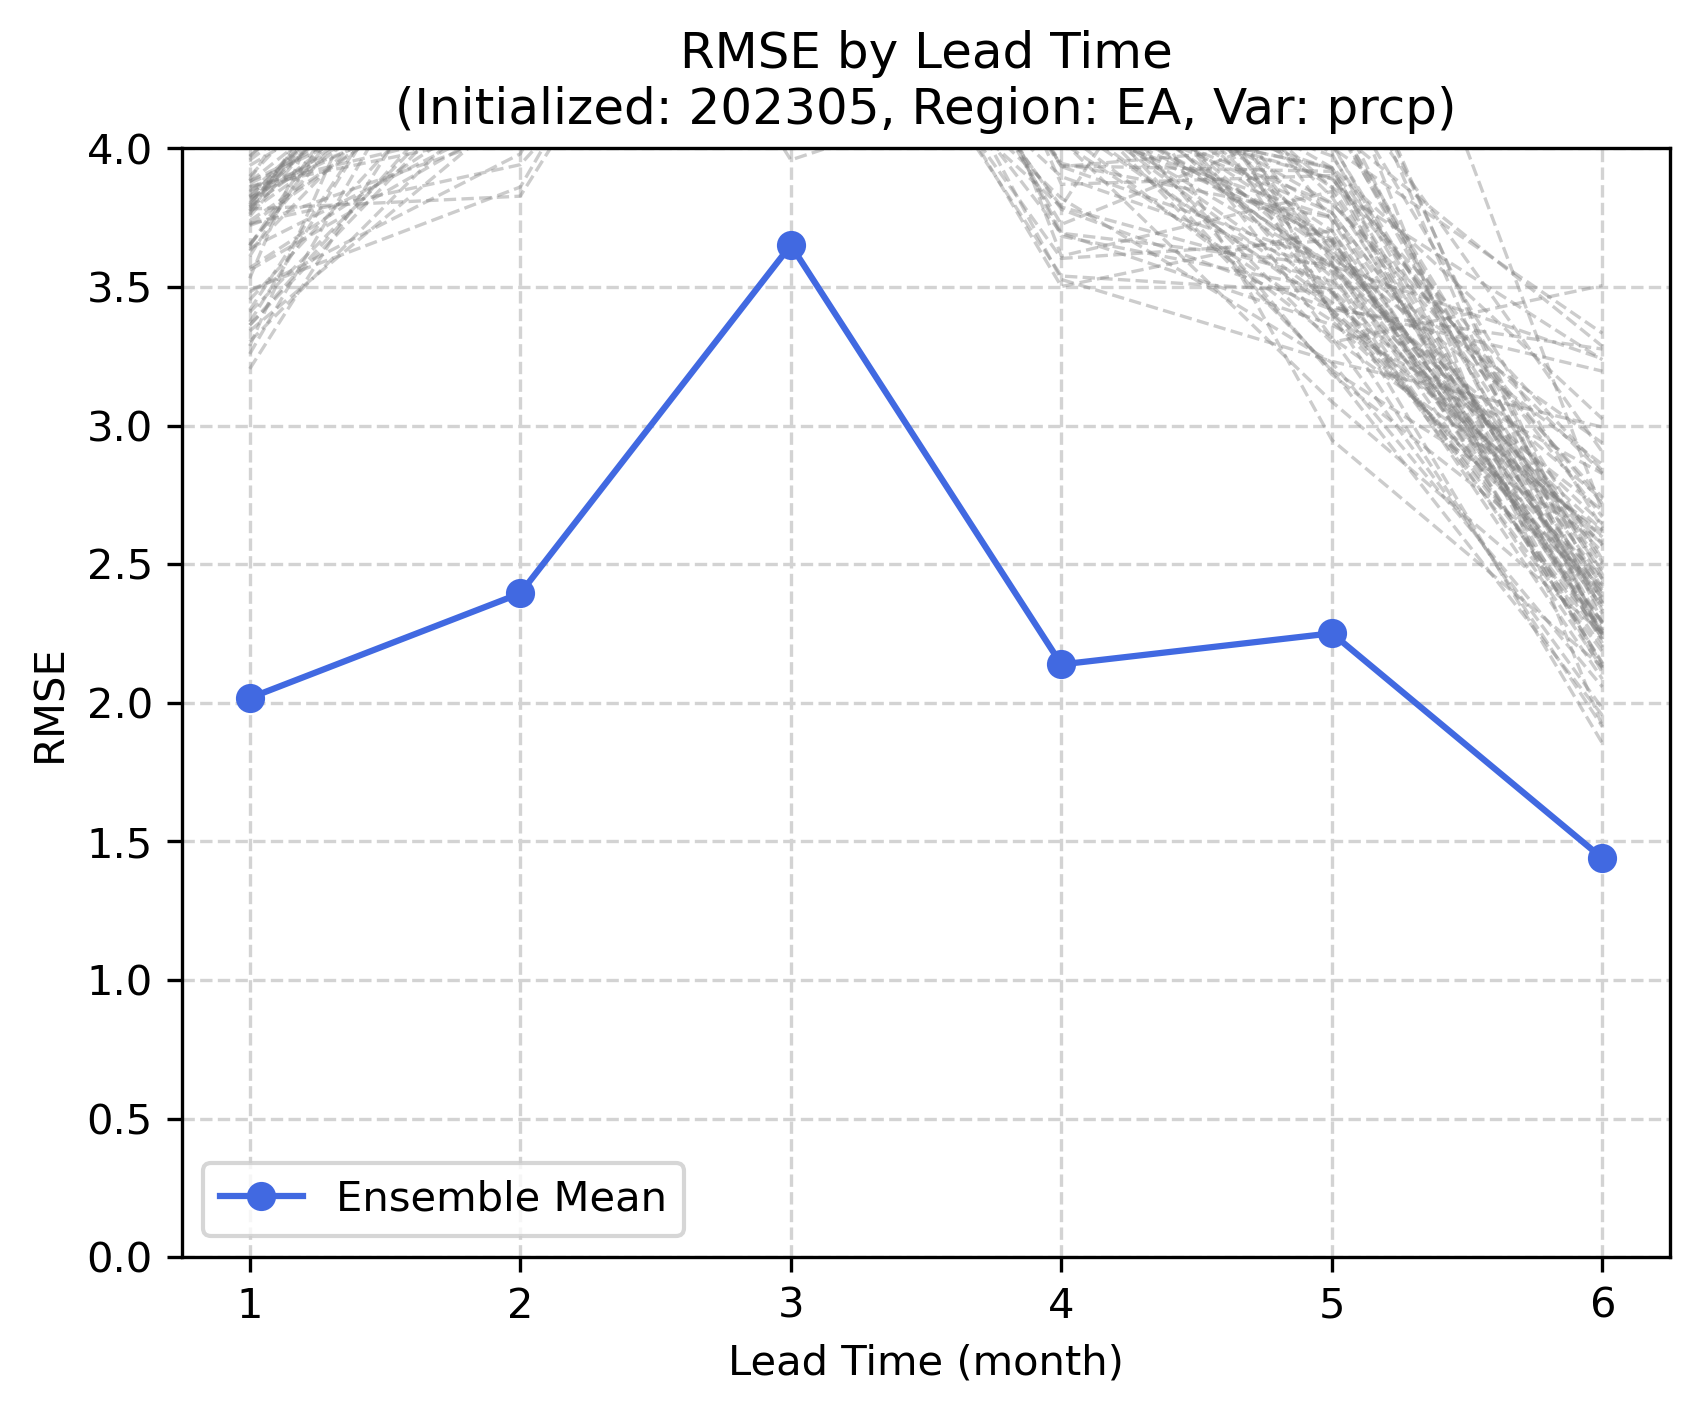 RMSE by Lead Time
(Initialized: 202305, Region: EA, Var: prcp)
4.0
3.5
3.0
2.5
2.0
1.5
1.0
0.5
0.0
RMSE
Ensemble Mean
1 2 3 4 5 6
Lead Time (month)